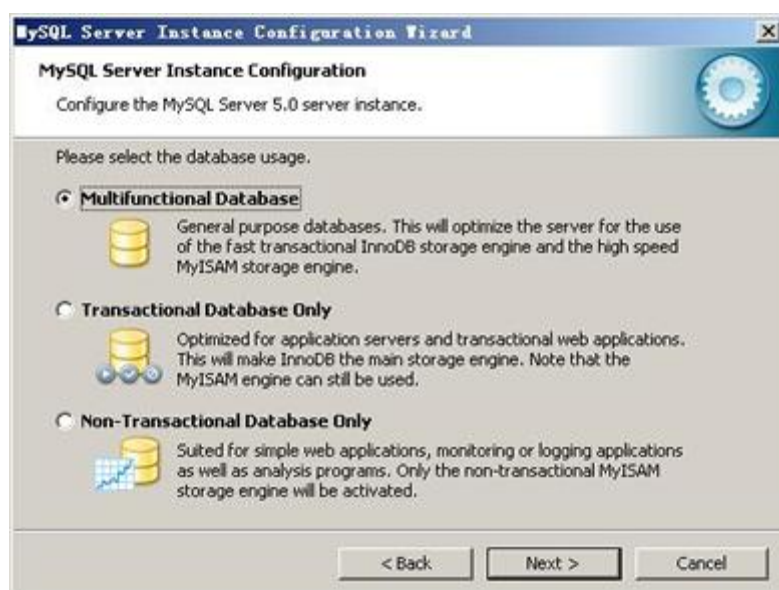 MySQL Server Instance Configuration Wizard
MySQL Server Instance Configuration
Configure the MySQL Server 5.0 server instance.
Please select the database usage.
Multifunctional Database
General purpose databases. This will optimize the server for the use
of the fast transactional InnoDB storage engine and the high speed
MyISAM storage engine.
Transactional Database Only
Optimized for application servers and transactional web applications.
This will make InnoDB the main storage engine. Note that the
MyISAM engine can still be used.
Non-Transactional Database Only
Suited for simple web applications, monitoring or logging applications
as well as analysis programs. Only the non-transactional MyISAM
storage engine will be activated.
< Back
Next >
Cancel